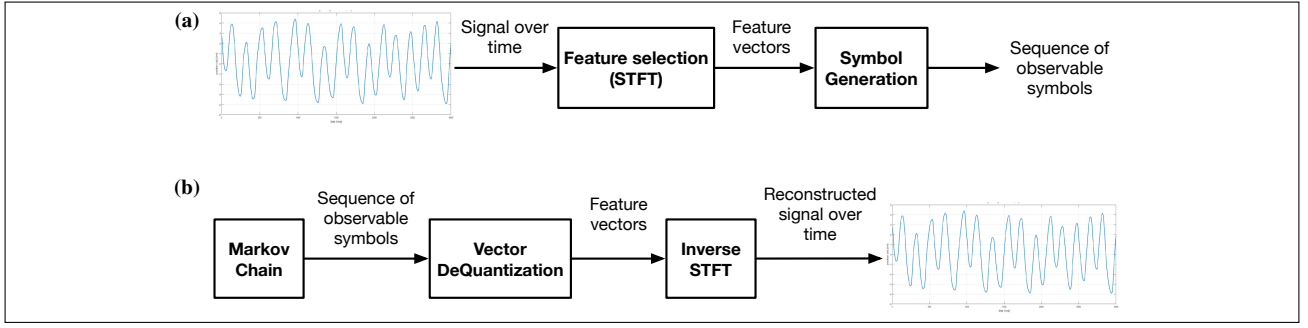 (a)
Signal over
time
Feature selection
(STFT)
Feature
vectors
Symbol
Generation
Sequence of
observable
symbols
(b)
Markov
Chain
Sequence of
observable
symbols
Vector
DeQuantization
Feature
vectors
Inverse
STFT
Reconstructed
signal over
time